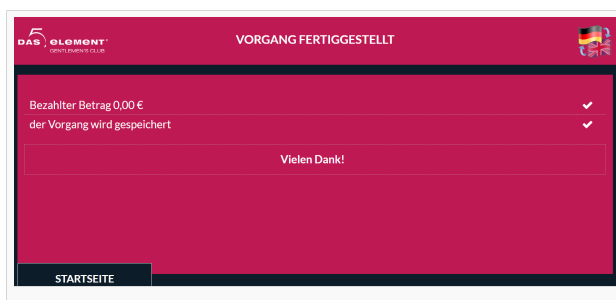 5
DAS ELEMENT
GENTLEMEN'S CLUB
VORGANG FERTIGGESTELLT
Bezahlter Betrag 0,00 €
der Vorgang wird gespeichert
Vielen Dank!
STARTSEITE